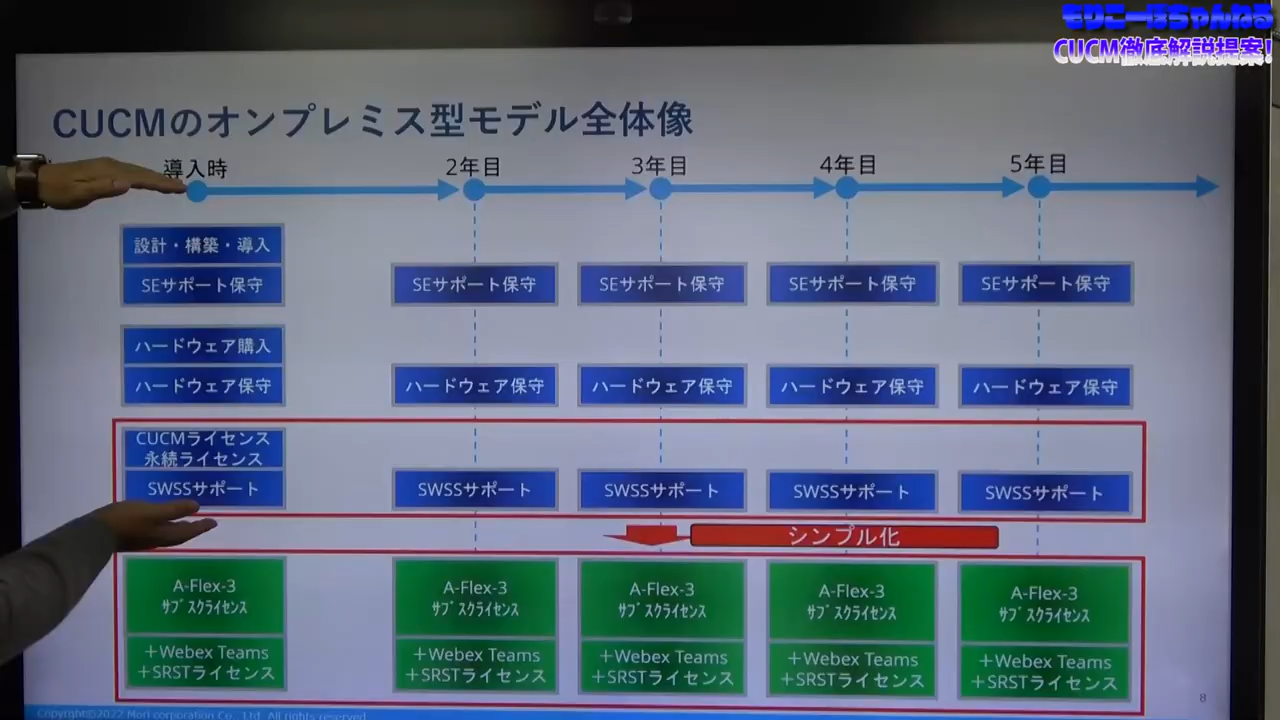 もりこーほちゃんねる
CUCM徹底解説提案!
CUCMのオンプレミス型モデル全体像
導入時 2年目 3年目 4年目 5年目
設計・構築・導入
SEサポート保守 SEサポート保守 SEサポート保守 SEサポート保守 SEサポート保守
ハードウェア購入
ハードウェア保守 ハードウェア保守 ハードウェア保守 ハードウェア保守 ハードウェア保守
CUCMライセンス
永続ライセンス
SWSSサポート SWSSサポート SWSSサポート SWSSサポート SWSSサポート
シンプル化
A-Flex-3 A-Flex-3 A-Flex-3 A-Flex-3 A-Flex-3
ｻﾌﾞｽｸﾗｲｾﾝｽ ｻﾌﾞｽｸﾗｲｾﾝｽ ｻﾌﾞｽｸﾗｲｾﾝｽ ｻﾌﾞｽｸﾗｲｾﾝｽ ｻﾌﾞｽｸﾗｲｾﾝｽ
＋Webex Teams ＋Webex Teams ＋Webex Teams ＋Webex Teams ＋Webex Teams
＋SRSTライセンス ＋SRSTライセンス ＋SRSTライセンス ＋SRSTライセンス ＋SRSTライセンス
8
Copyright©2022 Mori corporation Co., Ltd. All rights reserved